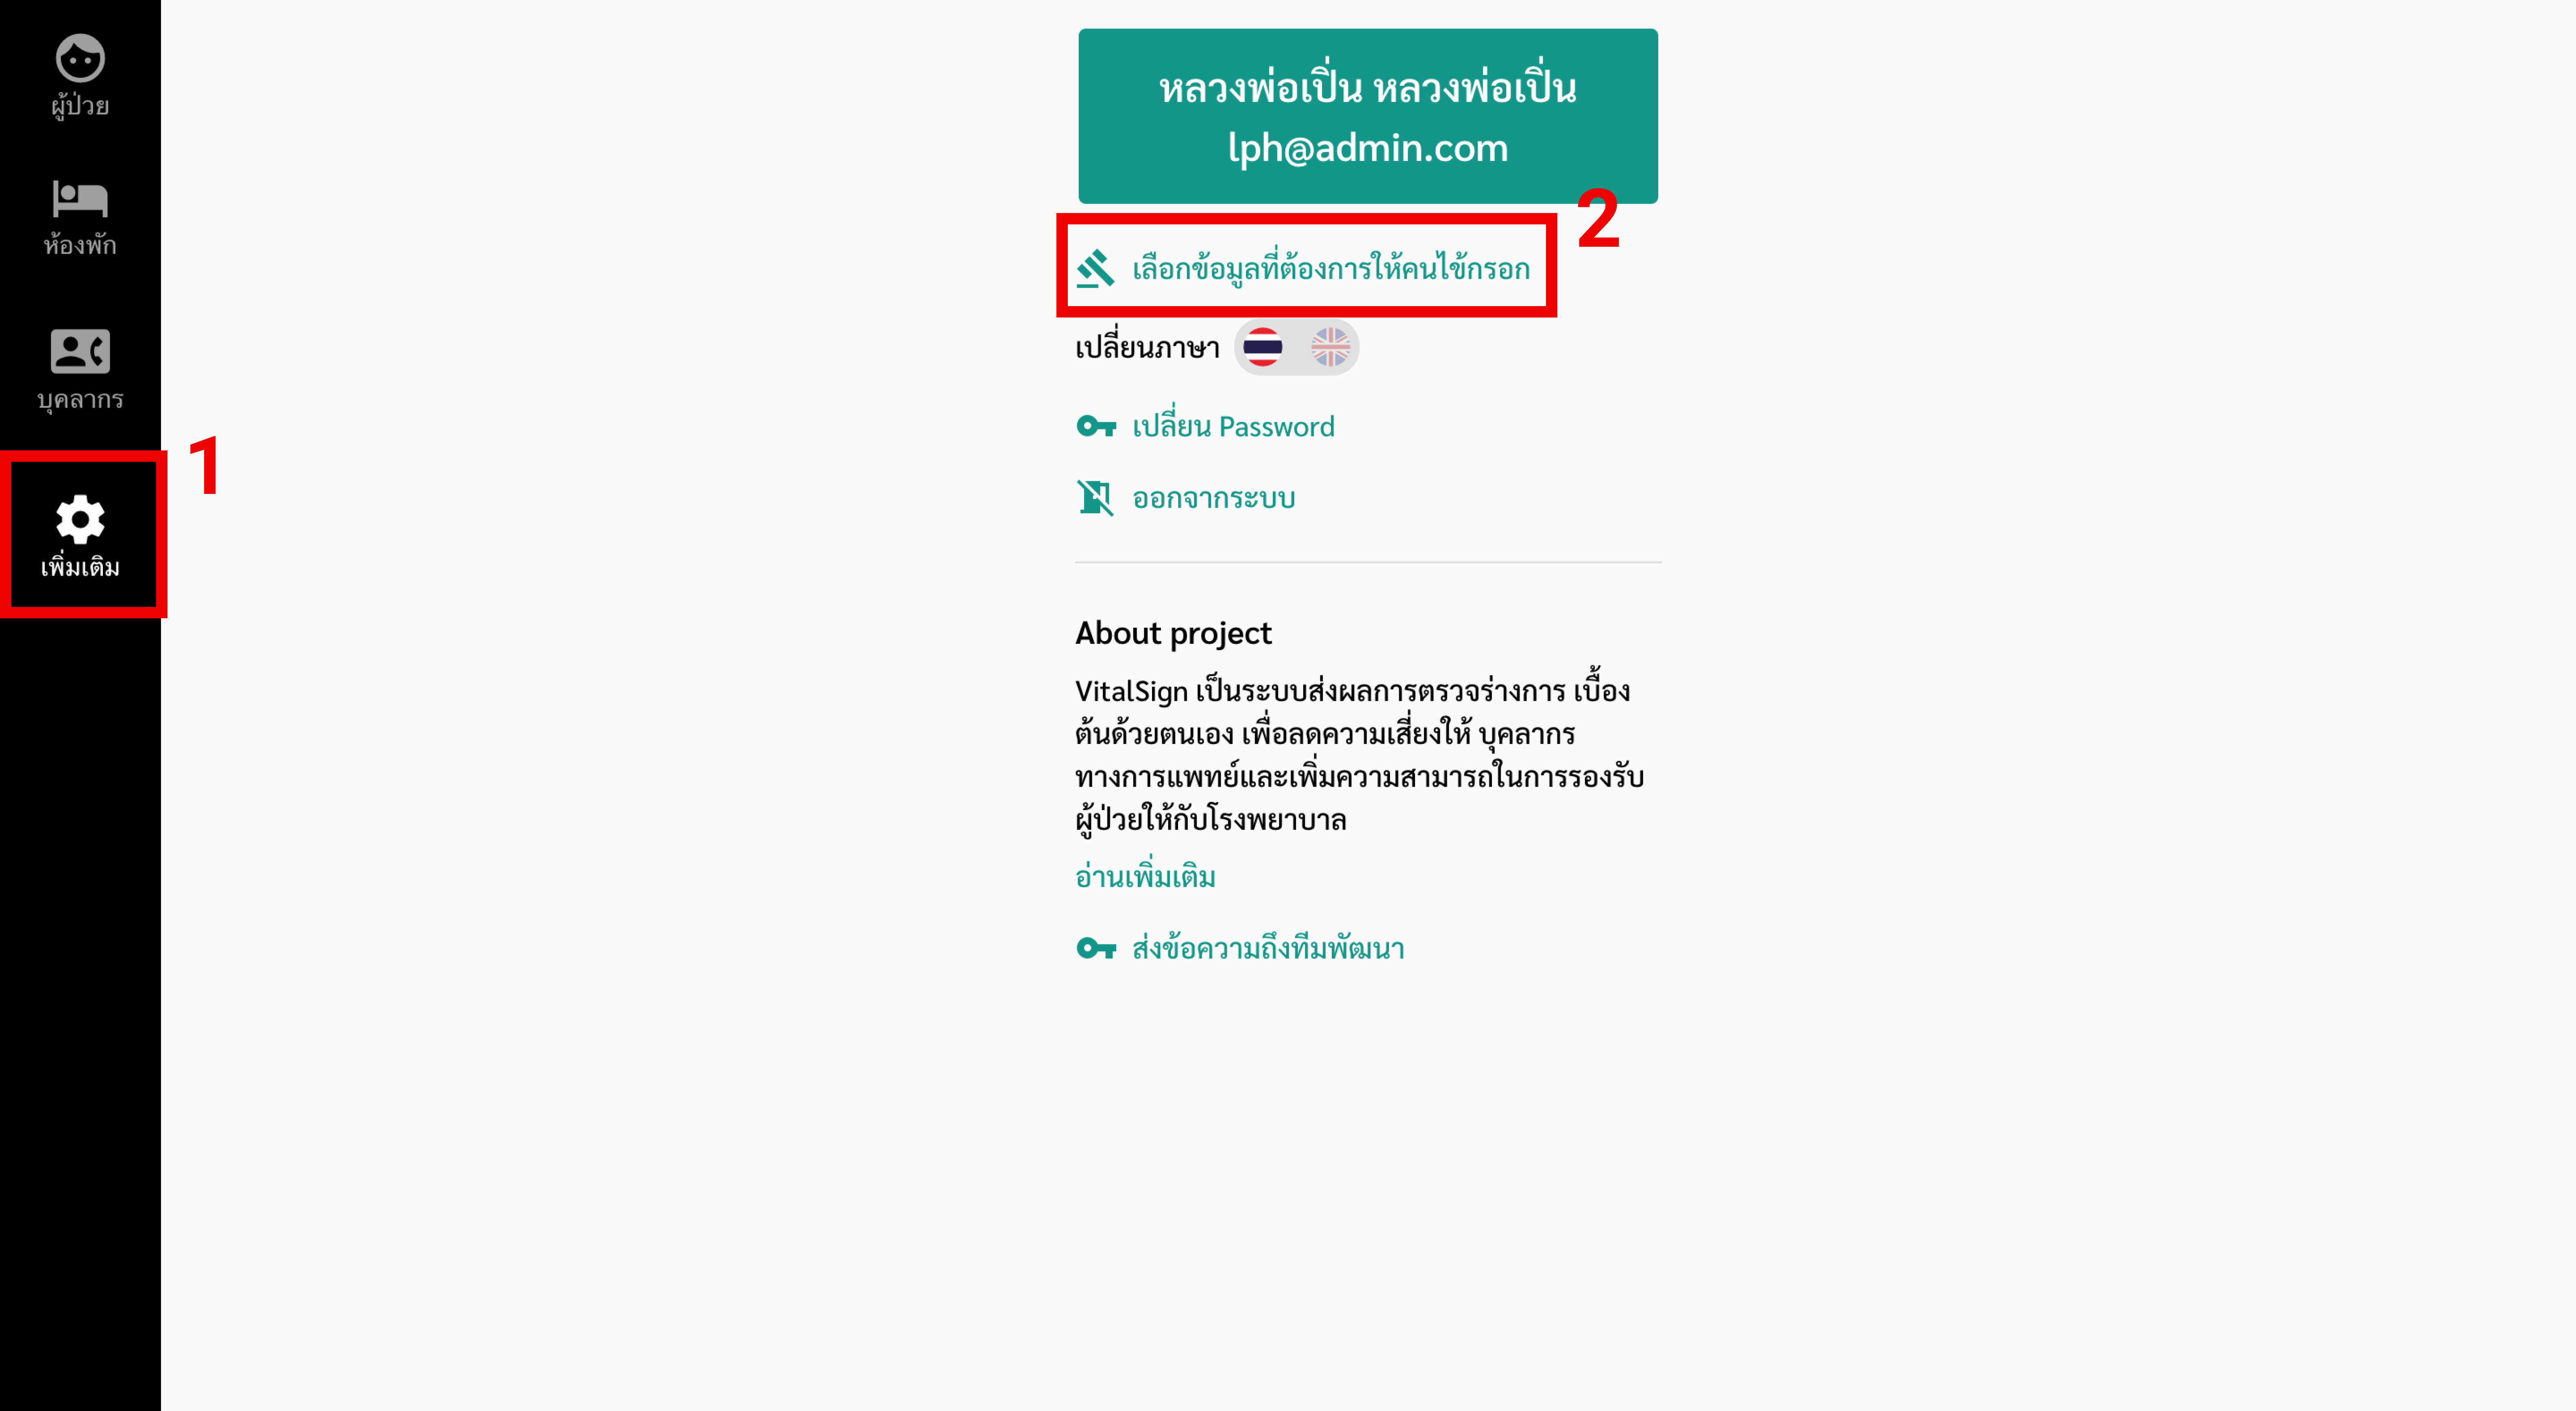 ผู้ป่วย
ห้องพัก
บุคลากร
1
เพิ่มเติม
หลวงพ่อเปิ่น หลวงพ่อเปิ่น
lph@admin.com
2
เลือกข้อมูลที่ต้องการให้คนไข้กรอก
เปลี่ยนภาษา
เปลี่ยน Password
ออกจากระบบ
About project
VitalSign เป็นระบบส่งผลการตรวจร่างการ เบื้อง
ต้นด้วยตนเอง เพื่อลดความเสี่ยงให้ บุคลากร
ทางการแพทย์และเพิ่มความสามารถในการรองรับ
ผู้ป่วยให้กับโรงพยาบาล
อ่านเพิ่มเติม
ส่งข้อความถึงทีมพัฒนา